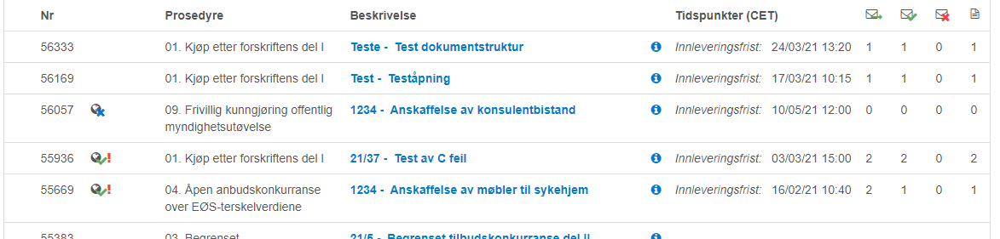 Nr Prosedyre Beskrivelse Tidspunkter (CET)
56333 01. Kjøp etter forskriftens del I Teste - Test dokumentstruktur Innleveringsfrist: 24/03/21 13:20 1 1 0 1
56169 01. Kjøp etter forskriftens del I Test - Teståpning Innleveringsfrist: 17/03/21 10:15 1 1 0 1
56057 09. Frivillig kunngjøring offentlig 1234 - Anskaffelse av konsulentbistand Innleveringsfrist: 10/05/21 12:00 0 0 0 0
myndighetsutøvelse
55936 01. Kjøp etter forskriftens del I 21/37 - Test av C feil Innleveringsfrist: 03/03/21 15:00 2 2 0 2
55669 04. Åpen anbudskonkurranse 1234 - Anskaffelse av møbler til sykehjem Innleveringsfrist: 16/02/21 10:40 2 1 0 1
over EØS-terskelverdiene
55383 03. Begrenset 21/5 - Begrenset tilbudskonkurranse del II